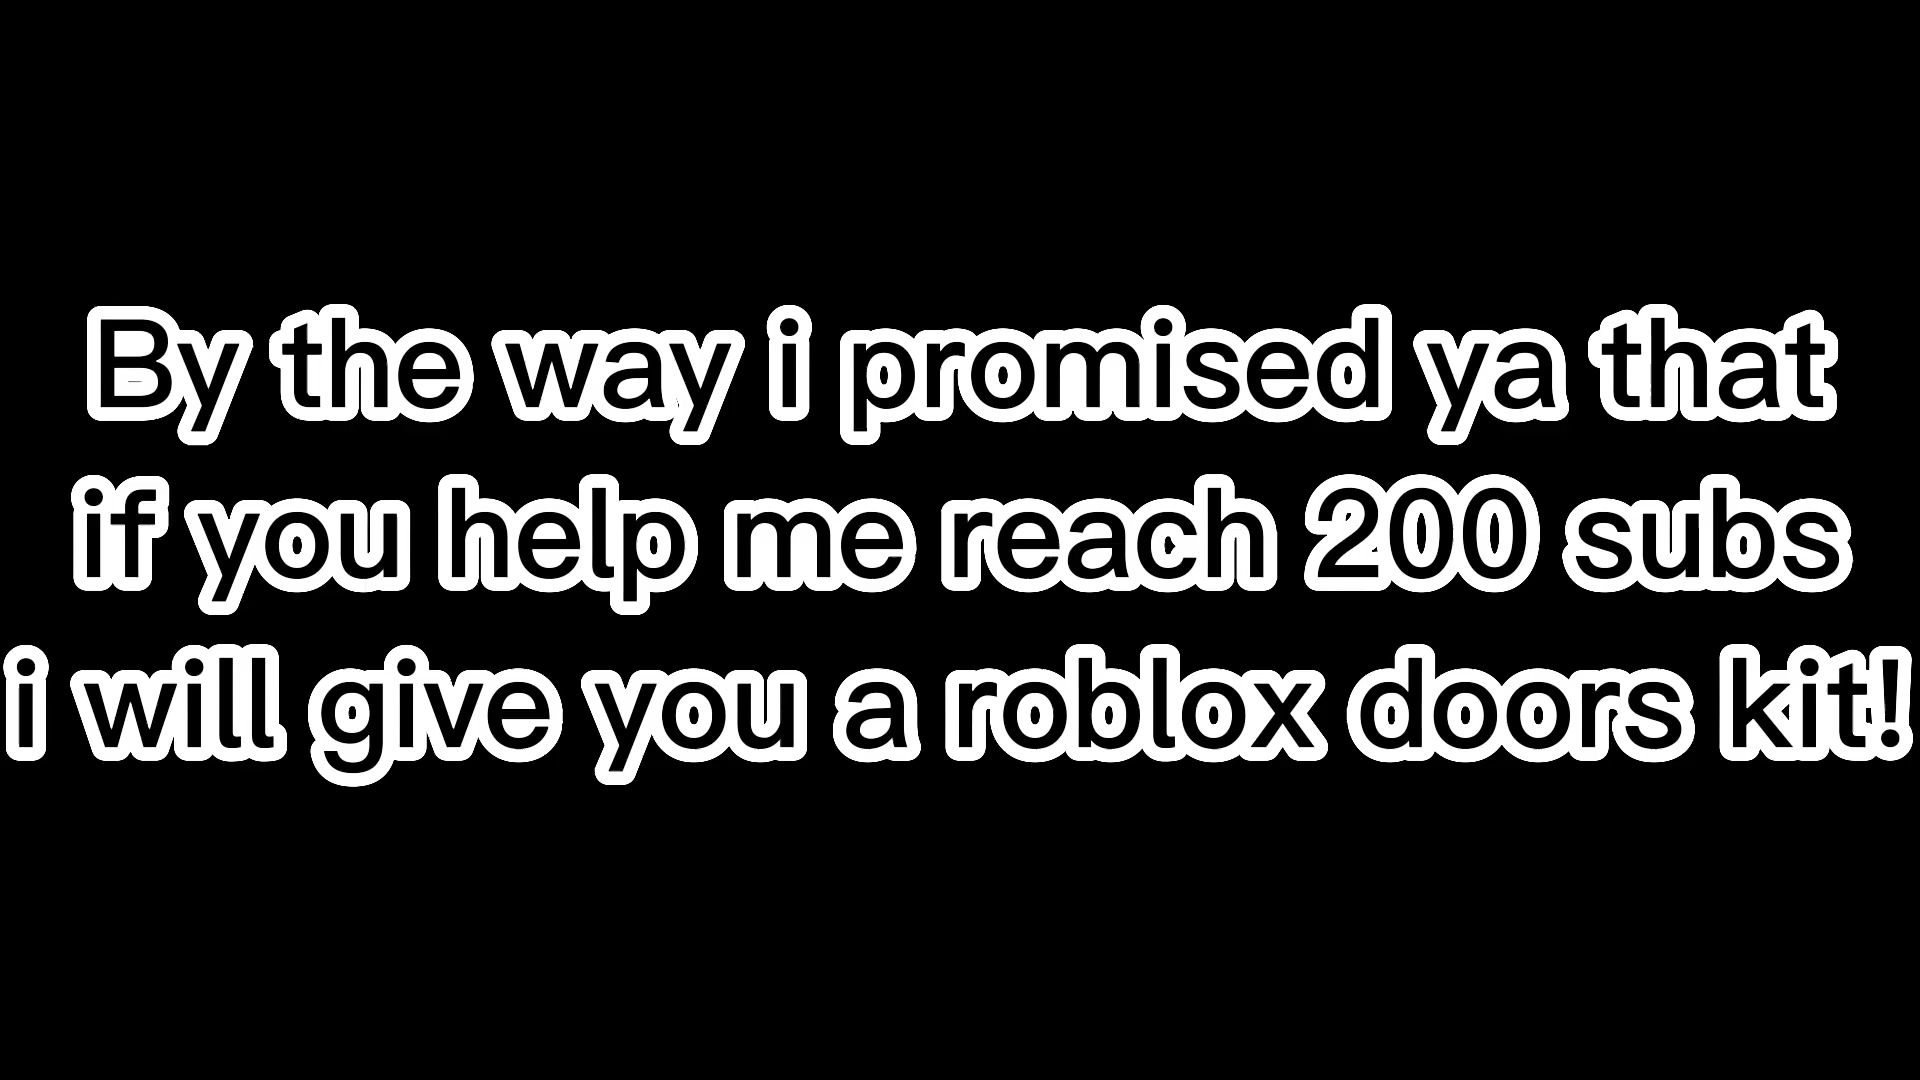 By the way i promised ya that
if you help me reach 200 subs
i will give you a roblox doors kit!